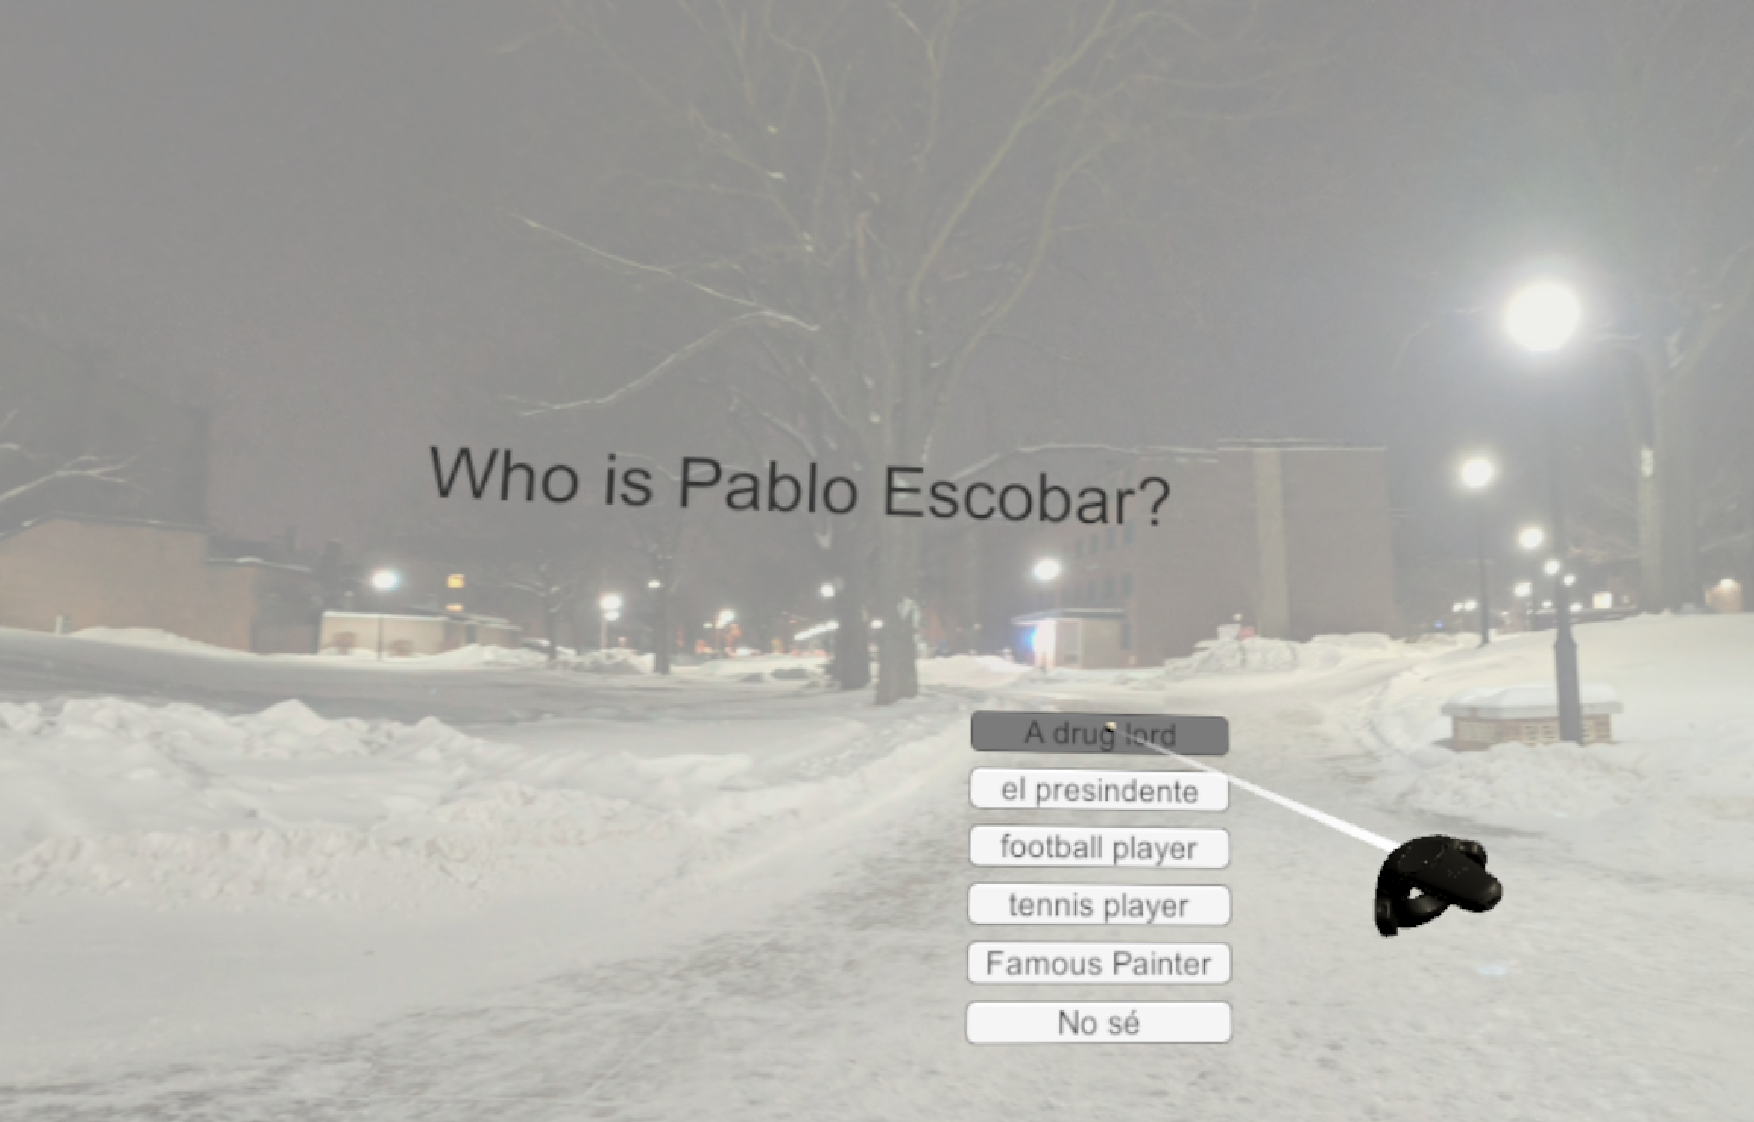 Who is Pablo Escobar?
A drug lord
el presindente
football player
tennis player
Famous Painter
No sé